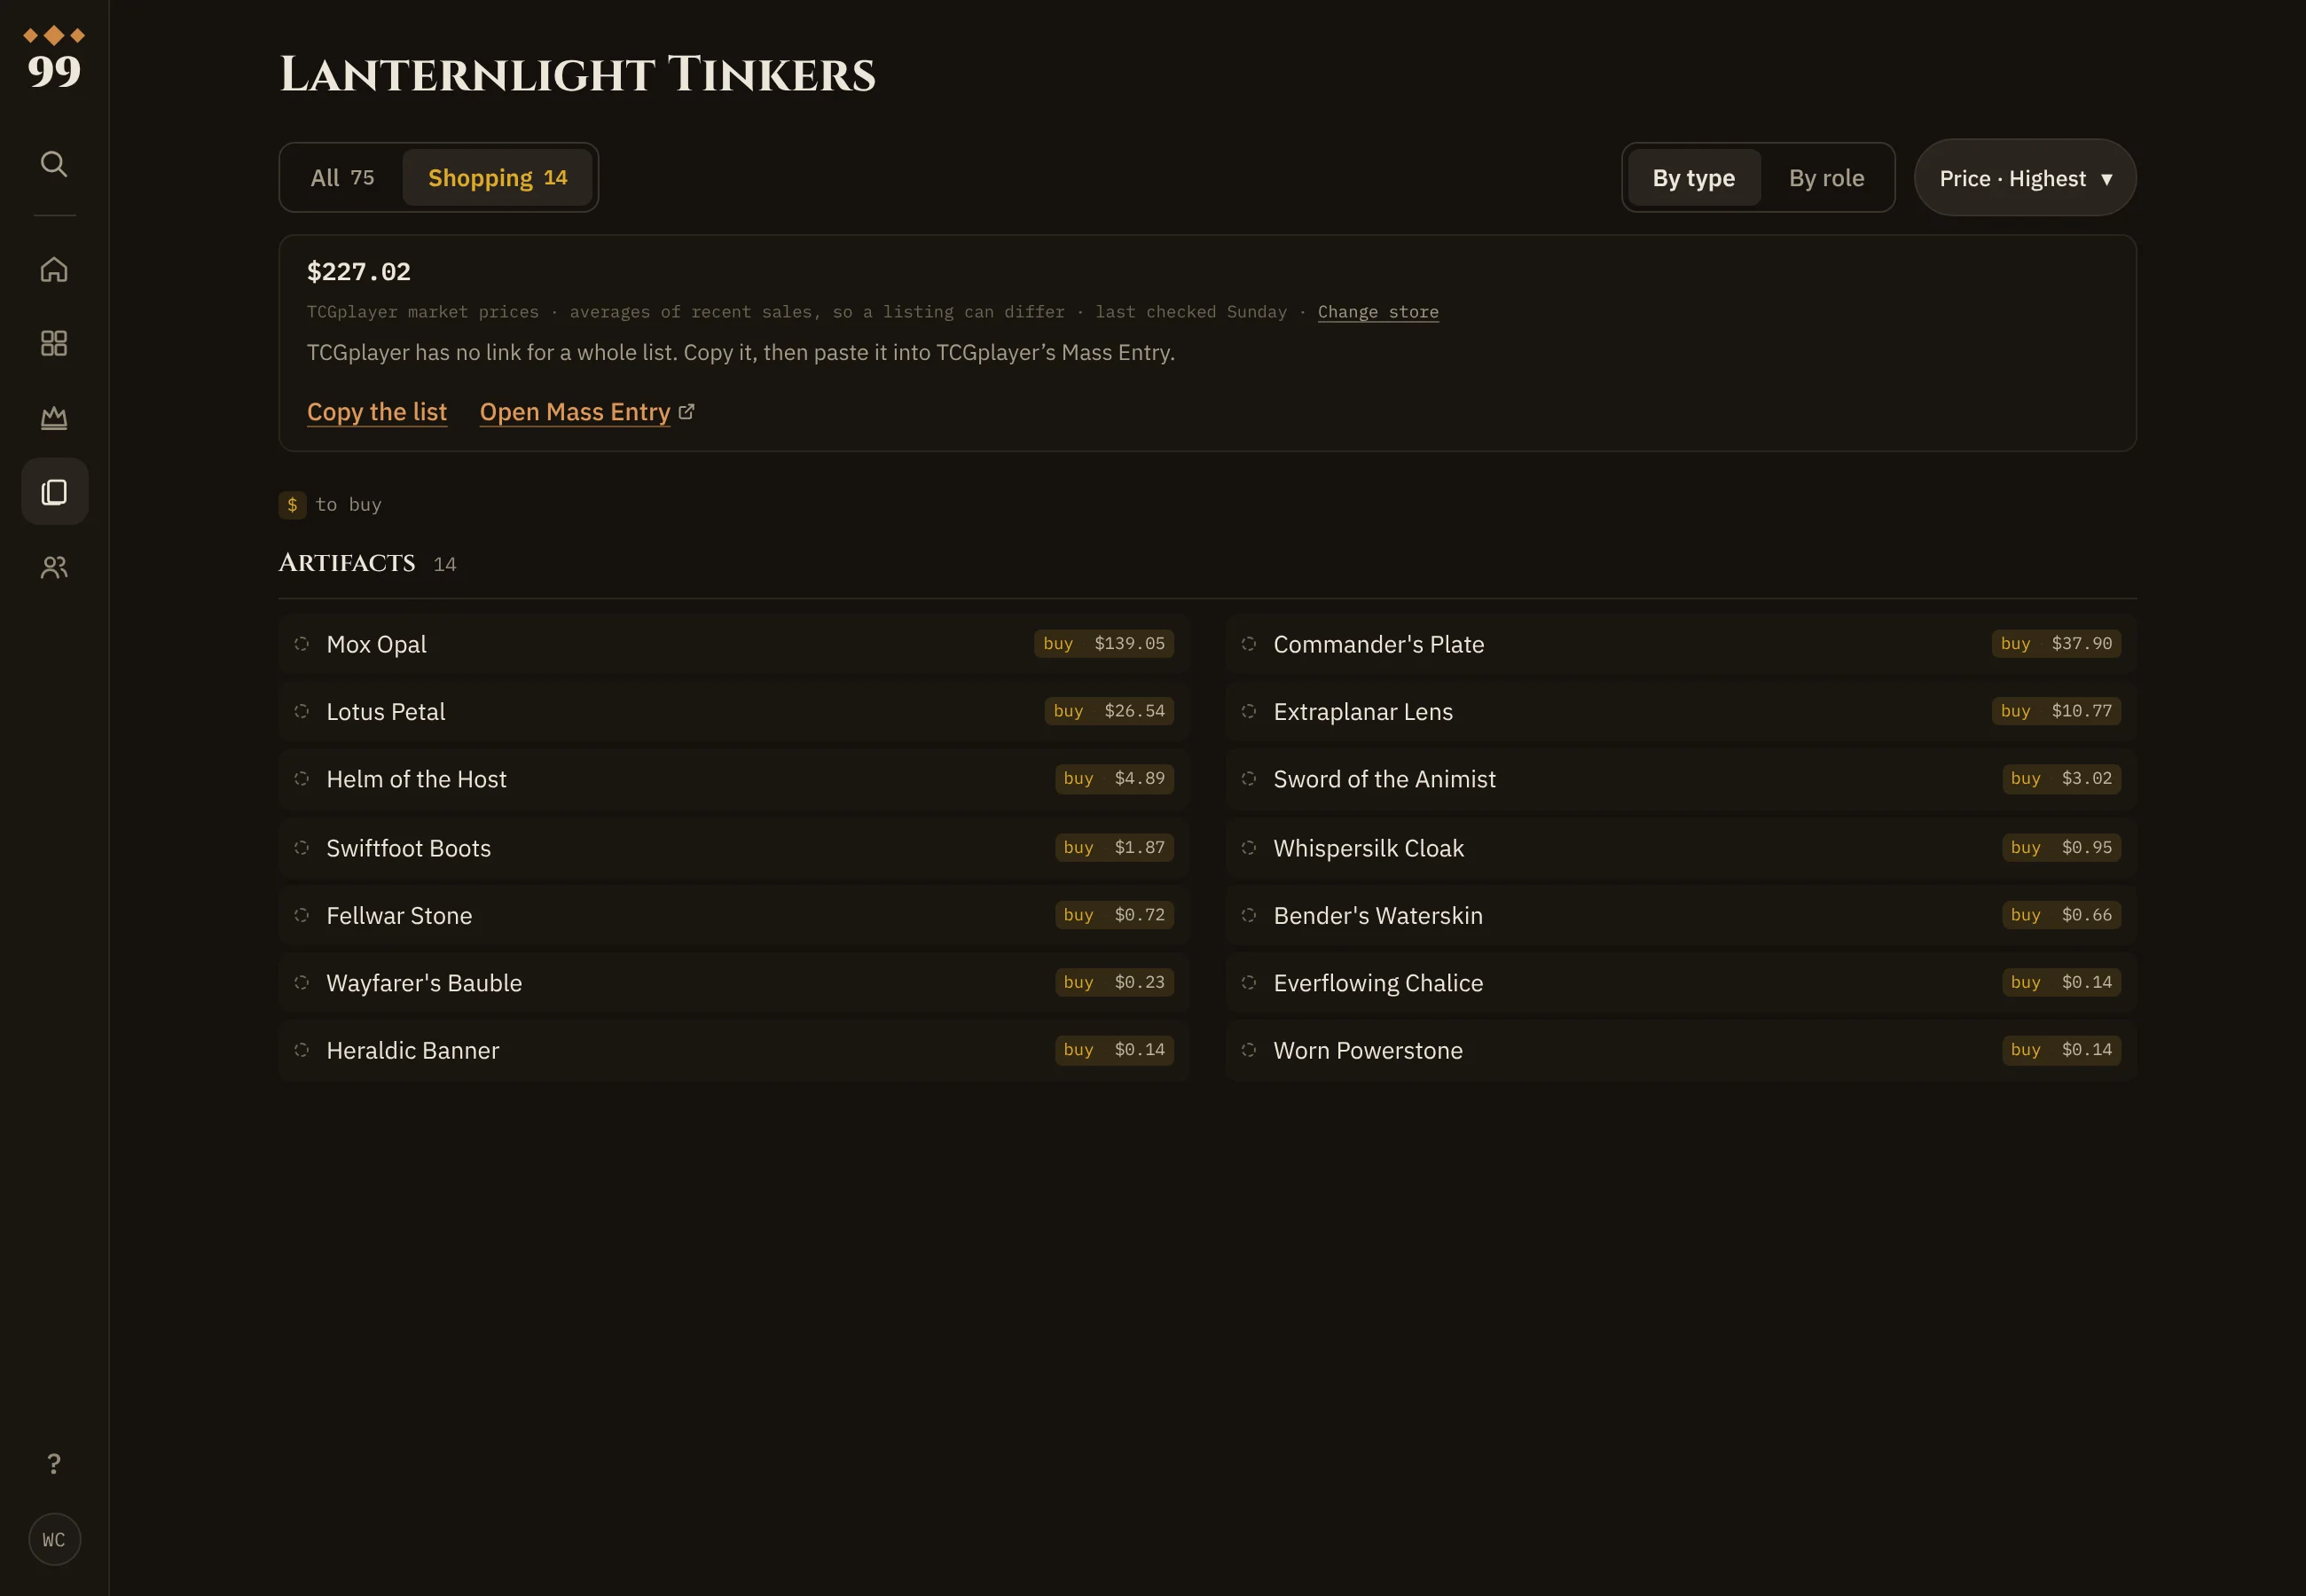 99
Lanternlight Tinkers
All 75 Shopping 14
By type By role Price · Highest ▾
$227.02
TCGplayer market prices · averages of recent sales, so a listing can differ · last checked Sunday · Change store
TCGplayer has no link for a whole list. Copy it, then paste it into TCGplayer’s Mass Entry.
Copy the list Open Mass Entry
$ to buy
Artifacts 14
Mox Opal buy $139.05
Commander's Plate buy $37.90
Lotus Petal buy $26.54
Extraplanar Lens buy $10.77
Helm of the Host buy $4.89
Sword of the Animist buy $3.02
Swiftfoot Boots buy $1.87
Whispersilk Cloak buy $0.95
Fellwar Stone buy $0.72
Bender's Waterskin buy $0.66
Wayfarer's Bauble buy $0.23
Everflowing Chalice buy $0.14
Heraldic Banner buy $0.14
Worn Powerstone buy $0.14
?
WC